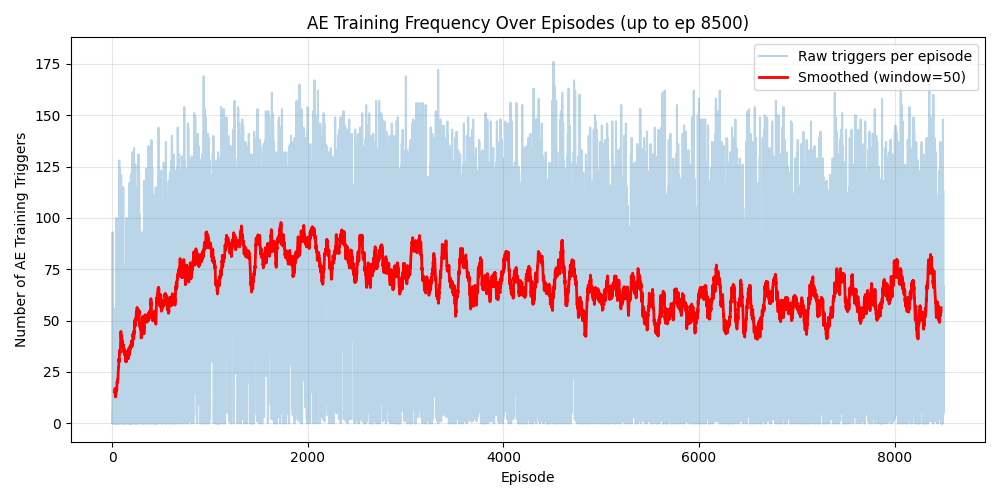 AE Training Frequency Over Episodes (up to ep 8500)
Raw triggers per episode
Smoothed (window=50)
Number of AE Training Triggers
175
150
125
100
75
50
25
0
0 2000 4000 6000 8000
Episode